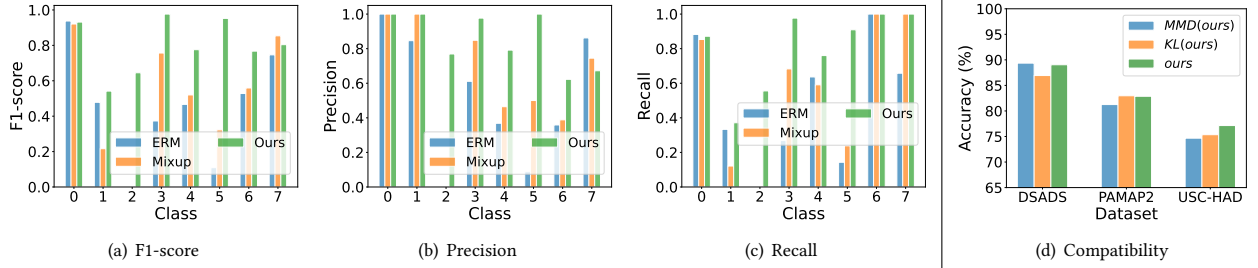 F1-score
1.0
0.8
0.6
0.4
0.2
0.0
ERM
Mixup
Ours
0 1 2 3 4 5 6 7
Class
(a) F1-score
Precision
1.0
0.8
0.6
0.4
0.2
0.0
ERM
Mixup
Ours
0 1 2 3 4 5 6 7
Class
(b) Precision
Recall
1.0
0.8
0.6
0.4
0.2
0.0
ERM
Mixup
Ours
0 1 2 3 4 5 6 7
Class
(c) Recall
Accuracy (%)
100
95
90
85
80
75
70
65
MMD(ours)
KL(ours)
ours
DSADS PAMAP2 USC-HAD
Dataset
(d) Compatibility